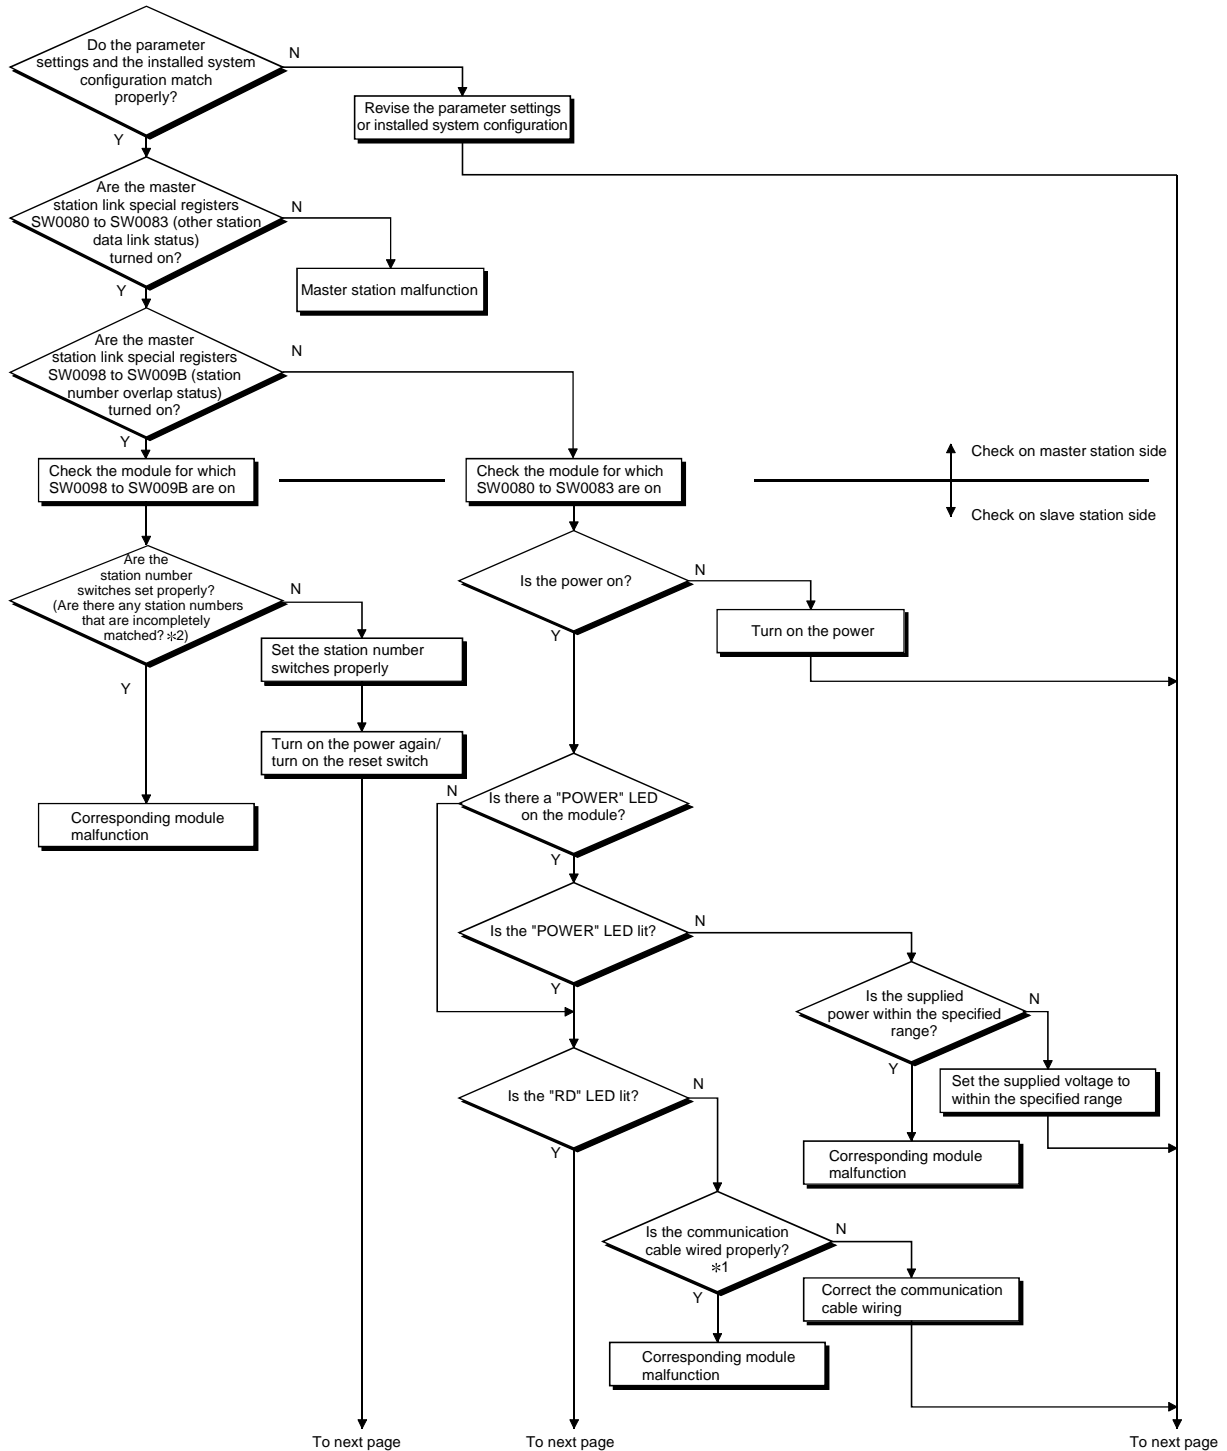 Do the parameter
settings and the installed system
configuration match
properly?
N
Revise the parameter settings
or installed system configuration
Y
Are the master
station link special registers
SW0080 to SW0083 (other station
data link status)
turned on?
N
Master station malfunction
Y
Are the master
station link special registers
SW0098 to SW009B (station
number overlap status)
turned on?
N
Y
Check the module for which
SW0098 to SW009B are on
Check the module for which
SW0080 to SW0083 are on
Check on master station side
Check on slave station side
Are the
station number
switches set properly?
(Are there any station numbers
that are incompletely
matched? *2)
N
Set the station number
switches properly
Y
Turn on the power again/
turn on the reset switch
Corresponding module
malfunction
Is the power on?
N
Turn on the power
Y
Is there a "POWER" LED
on the module?
N
Y
Is the "POWER" LED lit?
N
Y
Is the supplied
power within the specified
range?
N
Set the supplied voltage to
within the specified range
Y
Corresponding module
malfunction
Is the "RD" LED lit?
N
Y
Is the communication
cable wired properly?
*1
N
Correct the communication
cable wiring
Y
Corresponding module
malfunction
To next page
To next page
To next page